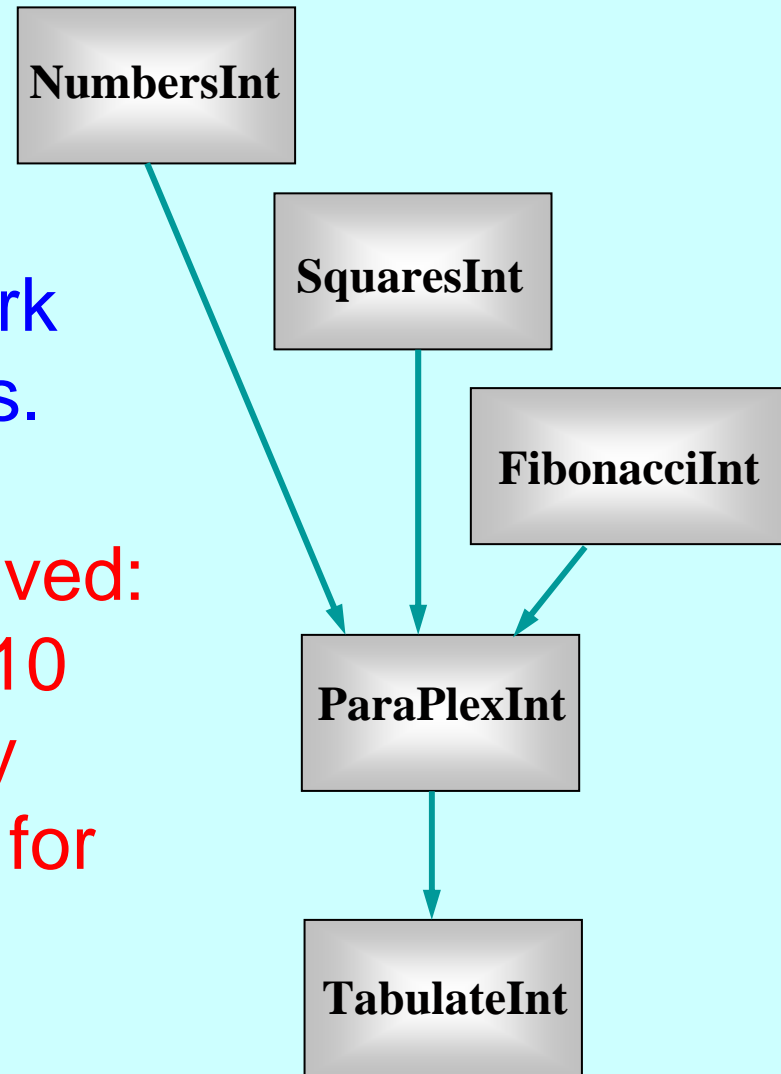 NumbersInt
SquaresInt
rk
s.
FibonacciInt
ved:
10
ParaPlexInt
y
for
TabulateInt